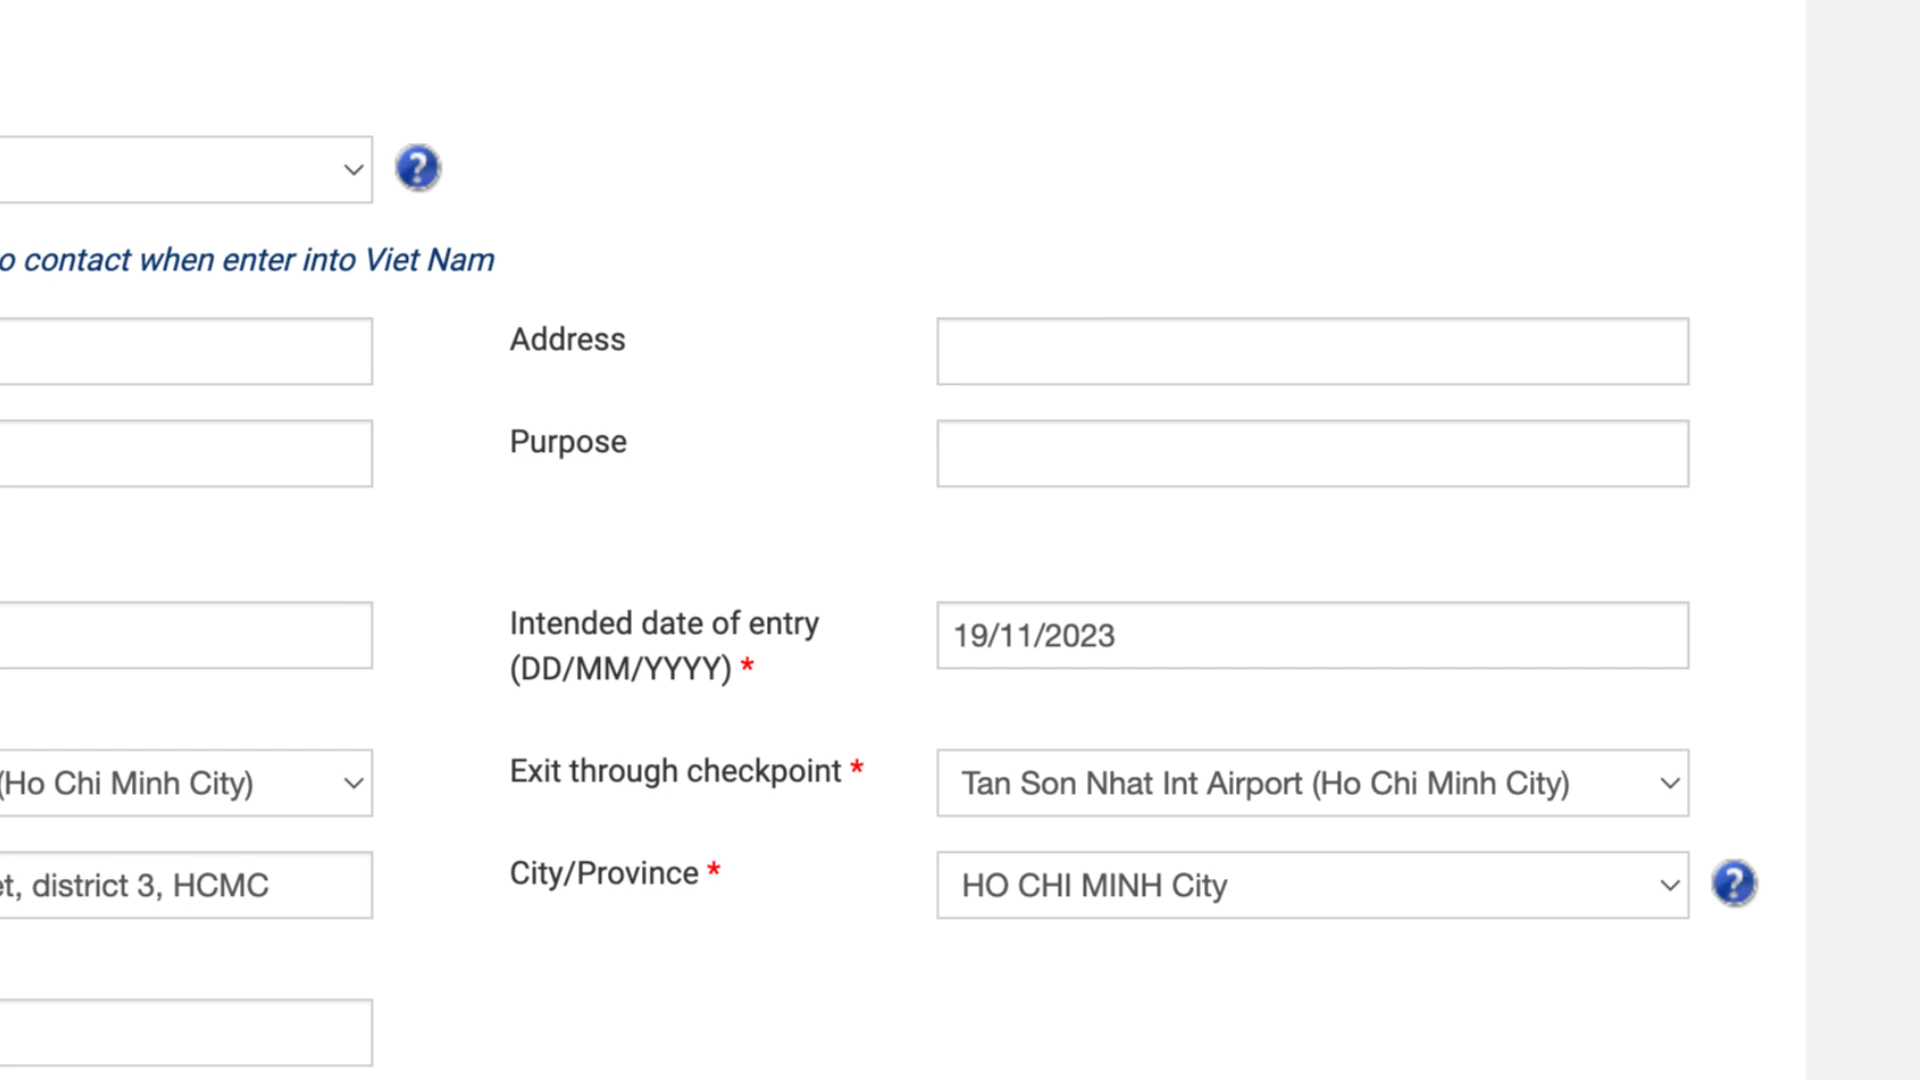 ?
o contact when enter into Viet Nam
Address
Purpose
Intended date of entry
(DD/MM/YYYY) *
19/11/2023
(Ho Chi Minh City)
Exit through checkpoint *
Tan Son Nhat Int Airport (Ho Chi Minh City)
et, district 3, HCMC
City/Province *
HO CHI MINH City
?